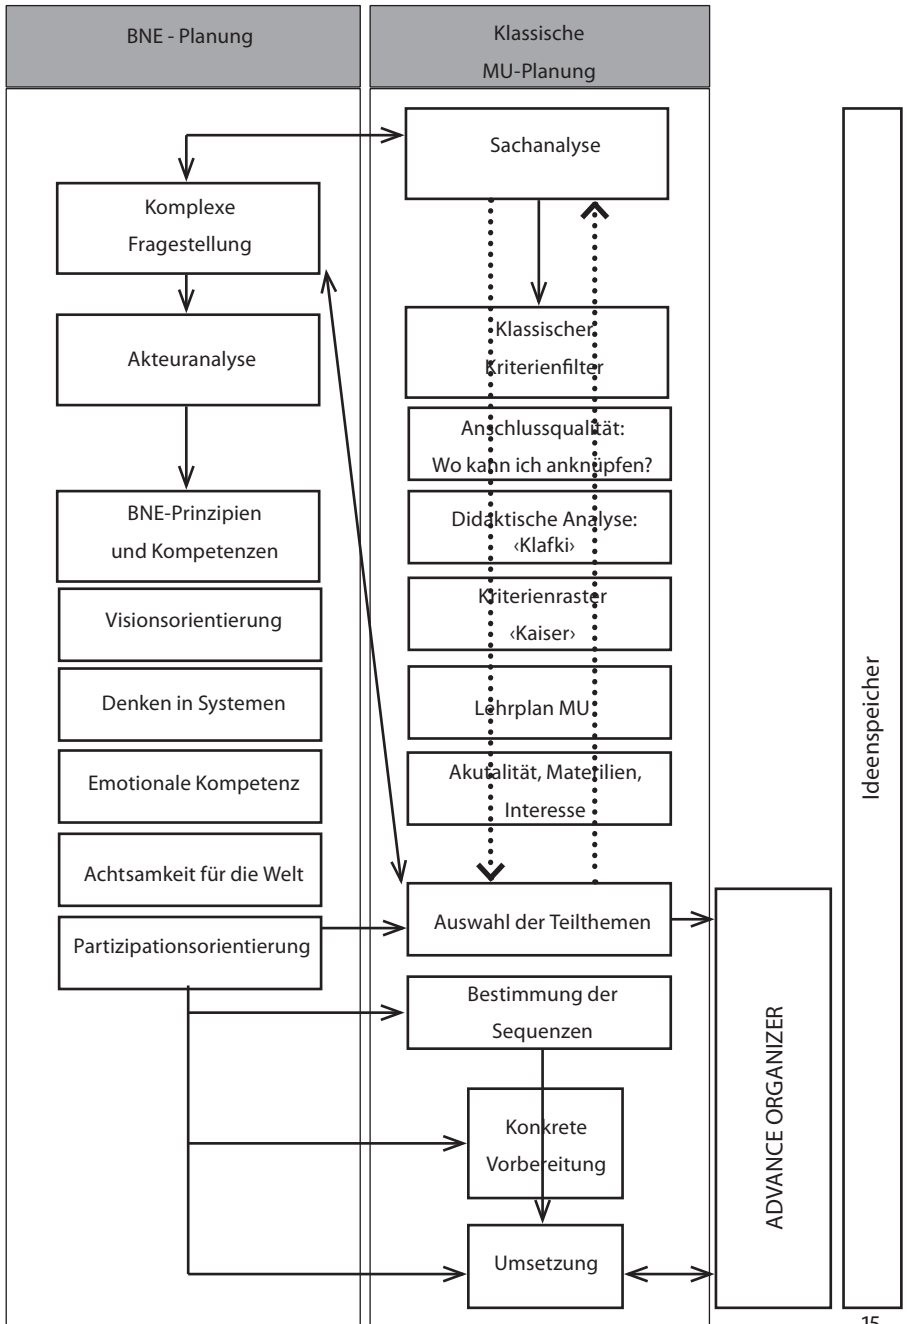 BNE - Planung
Klassische
MU-Planung
Sachanalyse
Komplexe
Fragestellung
Akteuranalyse
BNE-Prinzipien
und Kompetenzen
Visionsorientierung
Denken in Systemen
Emotionale Kompetenz
Achtsamkeit für die Welt
Partizipationsorientierung
Klassischer
Kriterienfilter
Anschlussqualität:
Wo kann ich anknüpfen?
Didaktische Analyse:
‹Klafki›
Kriterienraster
‹Kaiser›
Lehrplan MU
Akutalität, Materilien,
Interesse
Auswahl der Teilthemen
Bestimmung der
Sequenzen
Konkrete
Vorbereitung
Umsetzung
ADVANCE ORGANIZER
Ideenspeicher
15